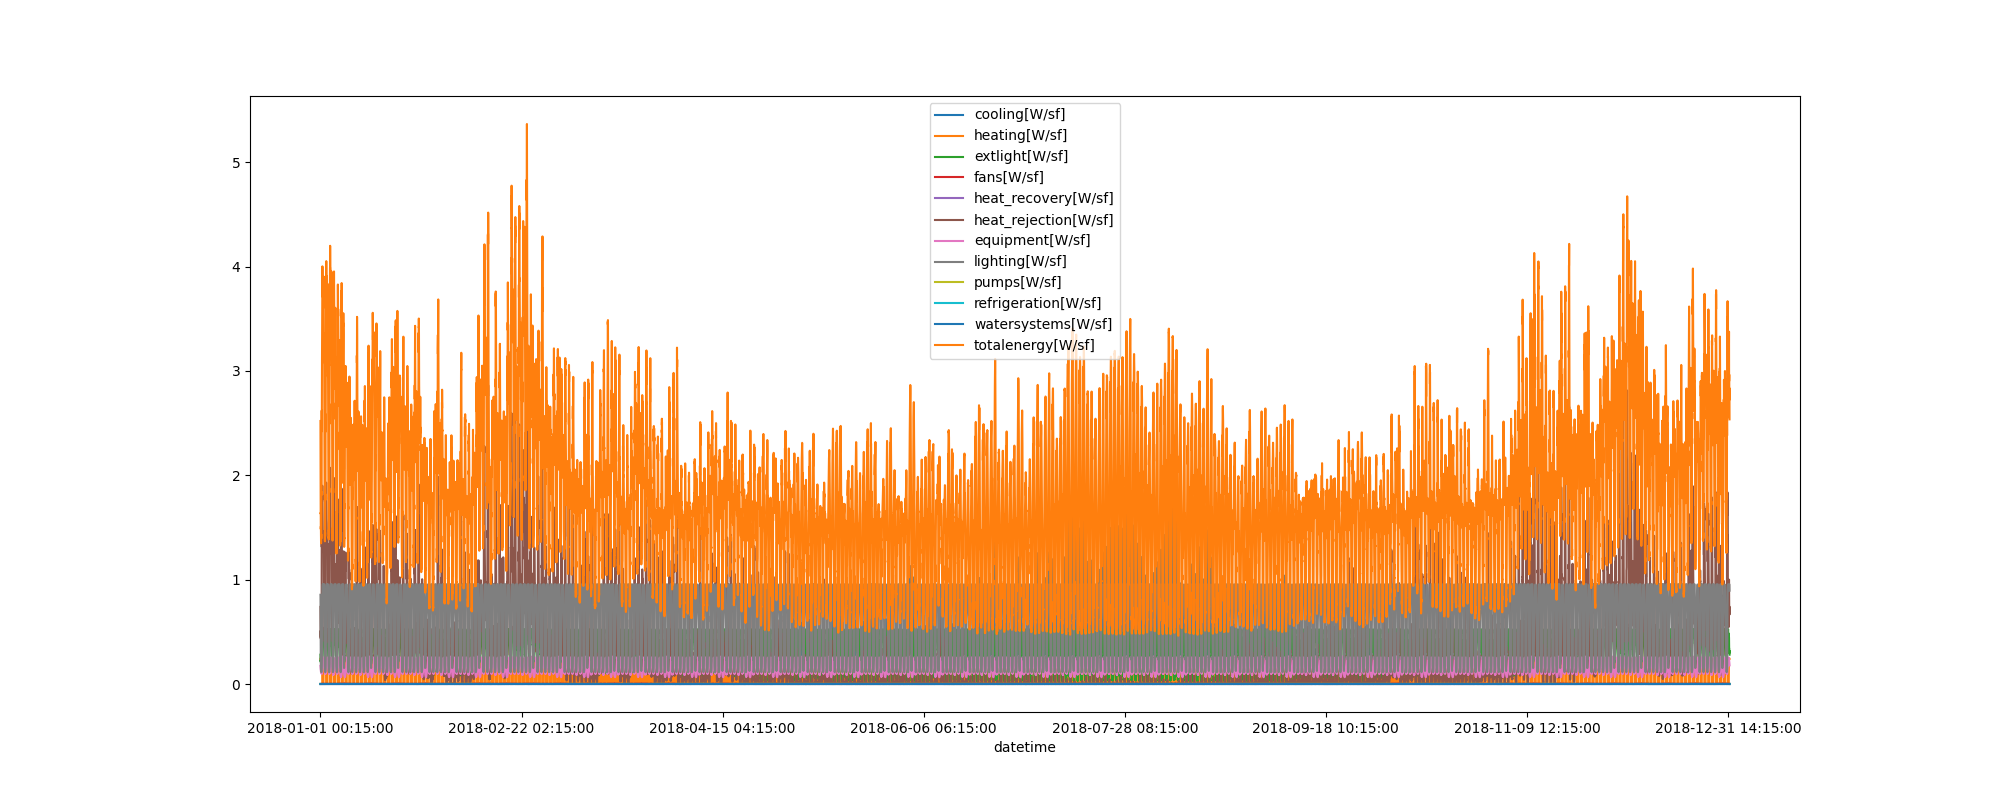 cooling[W/sf]
heating[W/sf]
extlight[W/sf]
fans[W/sf]
heat_recovery[W/sf]
heat_rejection[W/sf]
equipment[W/sf]
lighting[W/sf]
pumps[W/sf]
refrigeration[W/sf]
watersystems[W/sf]
totalenergy[W/sf]
5
4
3
2
1
0
2018-01-01 00:15:00 2018-02-22 02:15:00 2018-04-15 04:15:00 2018-06-06 06:15:00 2018-07-28 08:15:00 2018-09-18 10:15:00 2018-11-09 12:15:00 2018-12-31 14:15:00
datetime